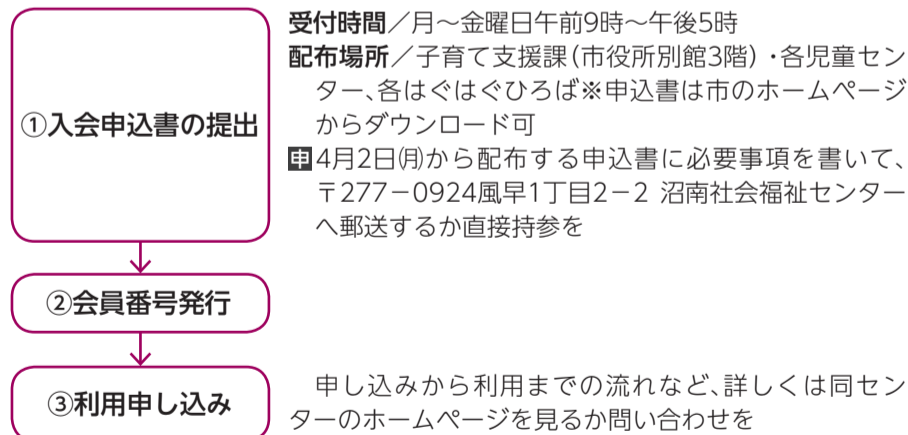 ①入会申込書の提出
受付時間／月〜金曜日午前9時〜午後5時
配布場所／子育て支援課(市役所別館3階)・各児童セン
ター、各はぐはぐひろば※申込書は市のホームページ
からダウンロード可
申4月2日㈪から配布する申込書に必要事項を書いて、
〒277－0924風早1丁目2－2 沼南社会福祉センター
へ郵送するか直接持参を
②会員番号発行
③利用申し込み
申し込みから利用までの流れなど、詳しくは同セン
ターのホームページを見るか問い合わせを